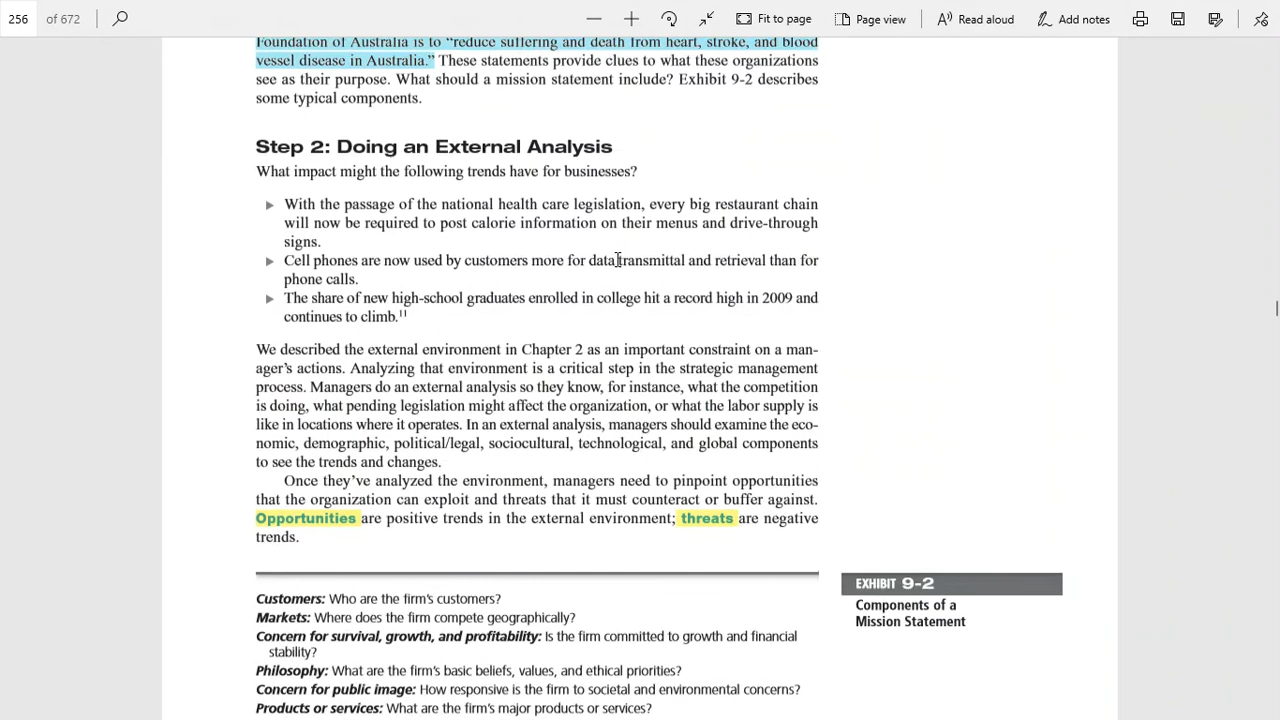 256 of 672
Fit to page
Page view
Read aloud
Add notes
Foundation of Australia is to “reduce suffering and death from heart, stroke, and blood
vessel disease in Australia.” These statements provide clues to what these organizations
see as their purpose. What should a mission statement include? Exhibit 9-2 describes
some typical components.
Step 2: Doing an External Analysis
What impact might the following trends have for businesses?
▶ With the passage of the national health care legislation, every big restaurant chain
will now be required to post calorie information on their menus and drive-through
signs.
▶ Cell phones are now used by customers more for data transmittal and retrieval than for
phone calls.
▶ The share of new high-school graduates enrolled in college hit a record high in 2009 and
continues to climb.11
We described the external environment in Chapter 2 as an important constraint on a man-
ager’s actions. Analyzing that environment is a critical step in the strategic management
process. Managers do an external analysis so they know, for instance, what the competition
is doing, what pending legislation might affect the organization, or what the labor supply is
like in locations where it operates. In an external analysis, managers should examine the eco-
nomic, demographic, political/legal, sociocultural, technological, and global components
to see the trends and changes.
Once they’ve analyzed the environment, managers need to pinpoint opportunities
that the organization can exploit and threats that it must counteract or buffer against.
Opportunities are positive trends in the external environment; threats are negative
trends.
EXHIBIT 9-2
Components of a
Mission Statement
Customers: Who are the firm’s customers?
Markets: Where does the firm compete geographically?
Concern for survival, growth, and profitability: Is the firm committed to growth and financial
stability?
Philosophy: What are the firm’s basic beliefs, values, and ethical priorities?
Concern for public image: How responsive is the firm to societal and environmental concerns?
Products or services: What are the firm’s major products or services?